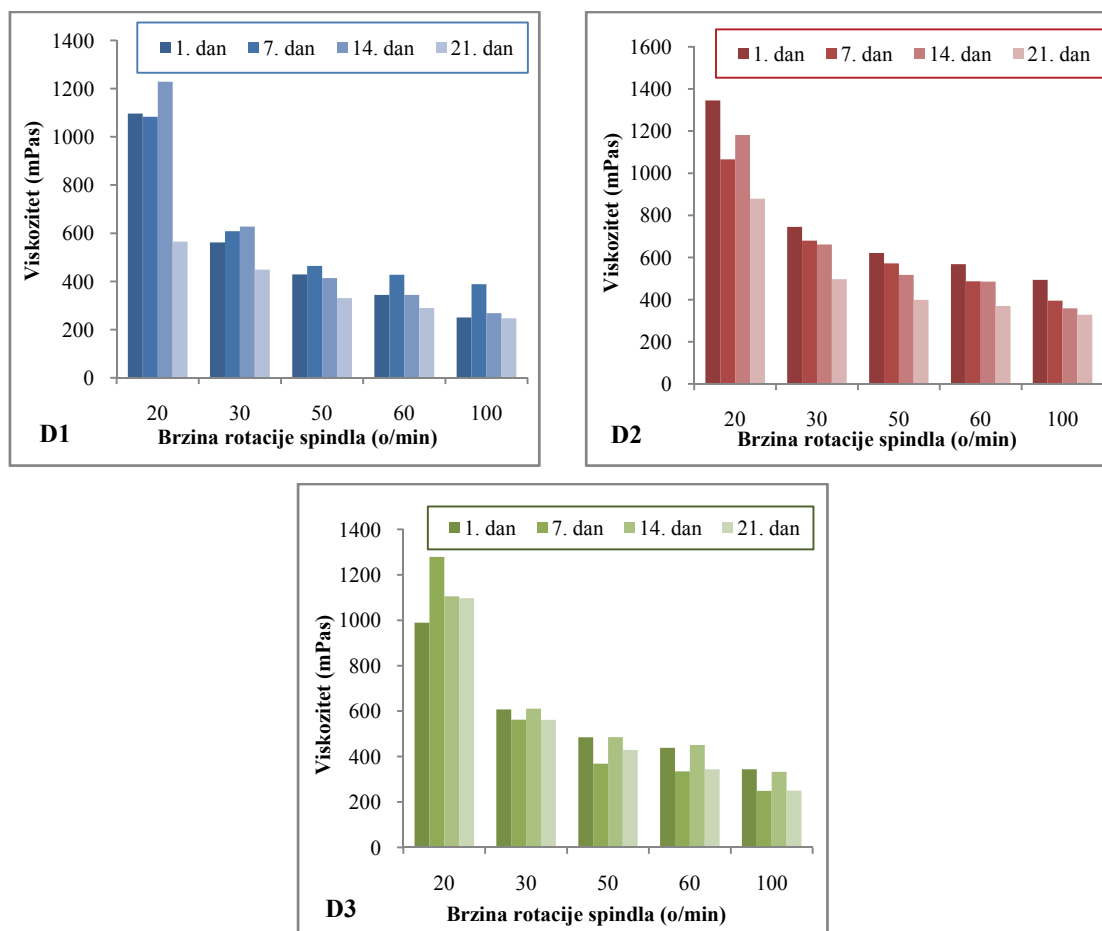 1. dan 7. dan 14. dan 21. dan
Viskozitet (mPas)
1400
1200
1000
800
600
400
200
0
20 30 50 60 100
Brzina rotacije spindla (o/min)
D1
1. dan 7. dan 14. dan 21. dan
Viskozitet (mPas)
1600
1400
1200
1000
800
600
400
200
0
20 30 50 60 100
Brzina rotacije spindla (o/min)
D2
1. dan 7. dan 14. dan 21. dan
Viskozitet (mPas)
1400
1200
1000
800
600
400
200
0
20 30 50 60 100
Brzina rotacije spindla (o/min)
D3